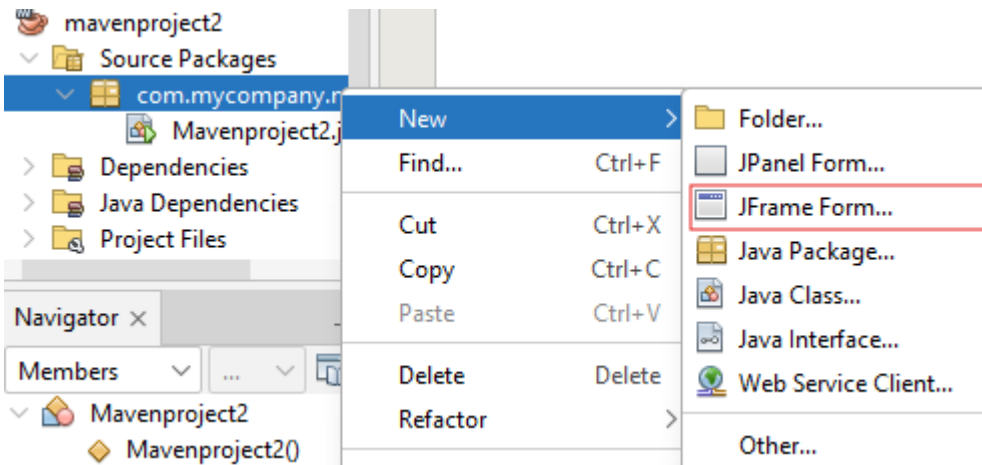 mavenproject2
Source Packages
com.mycompany.
Mavenproject2.j
Dependencies
Java Dependencies
Project Files
Navigator
Members
...
Mavenproject2
Mavenproject2()
New
Find... Ctrl+F
Cut Ctrl+X
Copy Ctrl+C
Paste Ctrl+V
Delete Delete
Refactor
Folder...
JPanel Form...
JFrame Form...
Java Package...
Java Class...
Java Interface...
Web Service Client...
Other...